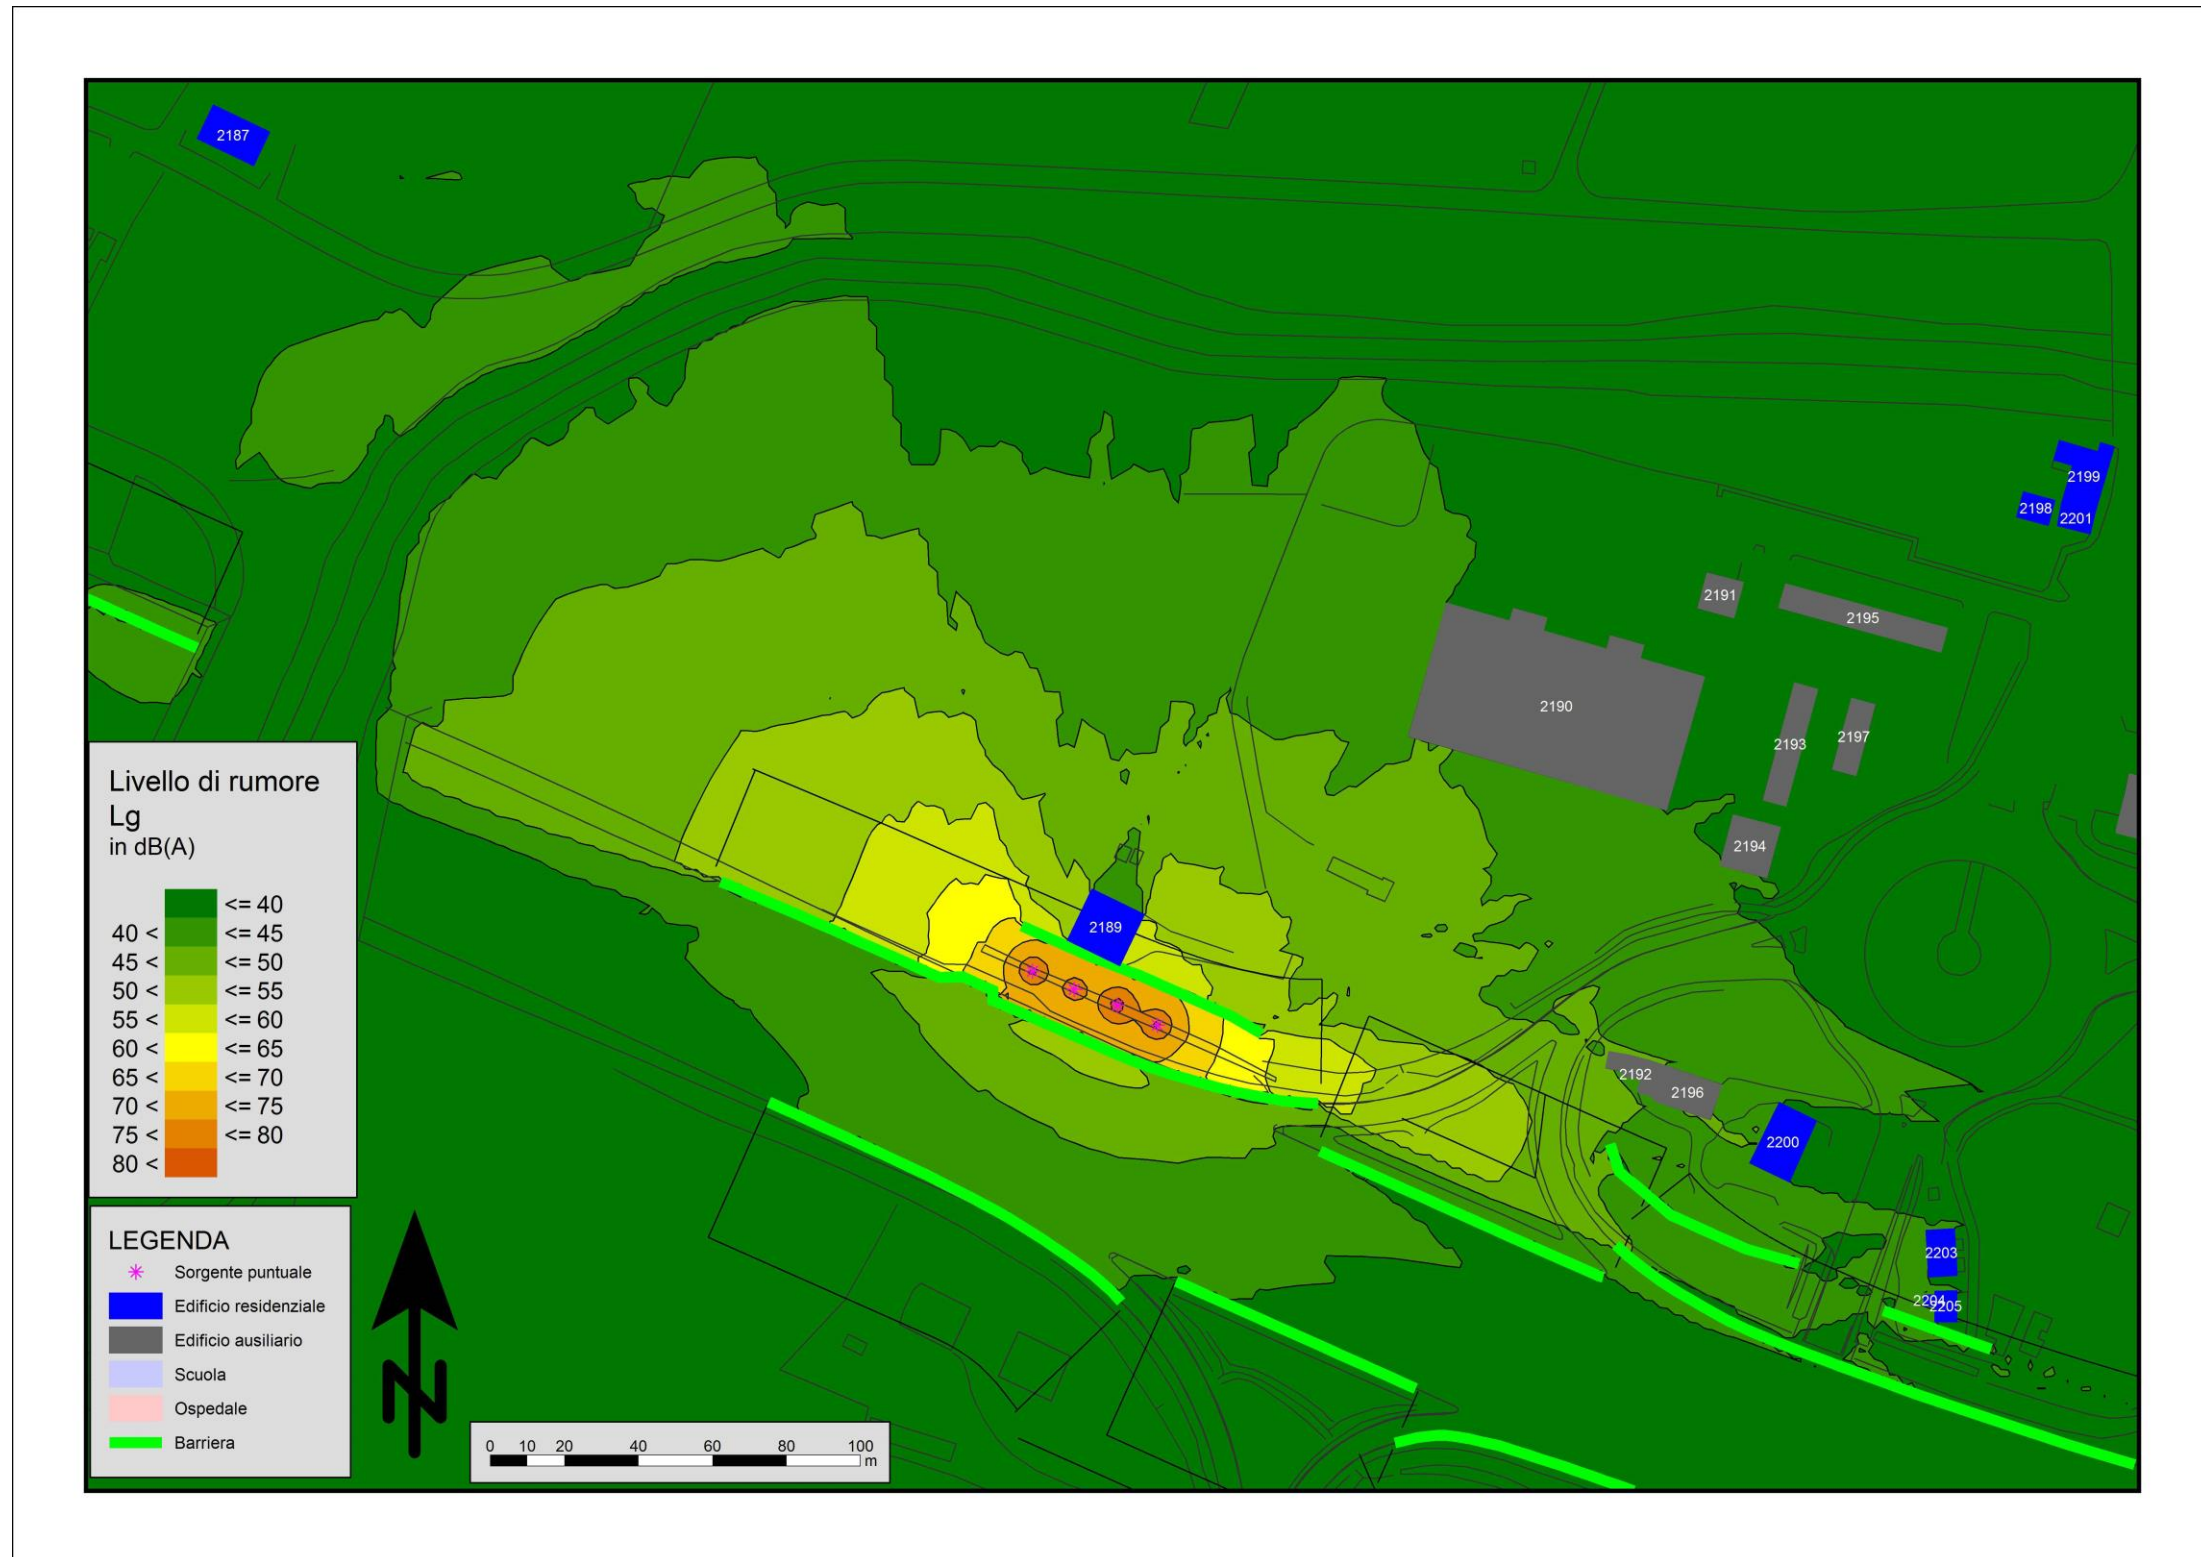 2187
2199
2198
2201
2191
2195
2190
2193
2197
2194
2189
2192
2196
2200
2203
2204
2205
Livello di rumore
Lg
in dB(A)
<= 40
40 < <= 45
45 < <= 50
50 < <= 55
55 < <= 60
60 < <= 65
65 < <= 70
70 < <= 75
75 < <= 80
80 <
LEGENDA
Sorgente puntuale
Edificio residenziale
Edificio ausiliario
Scuola
Ospedale
Barriera
N
0 10 20 40 60 80 100
m